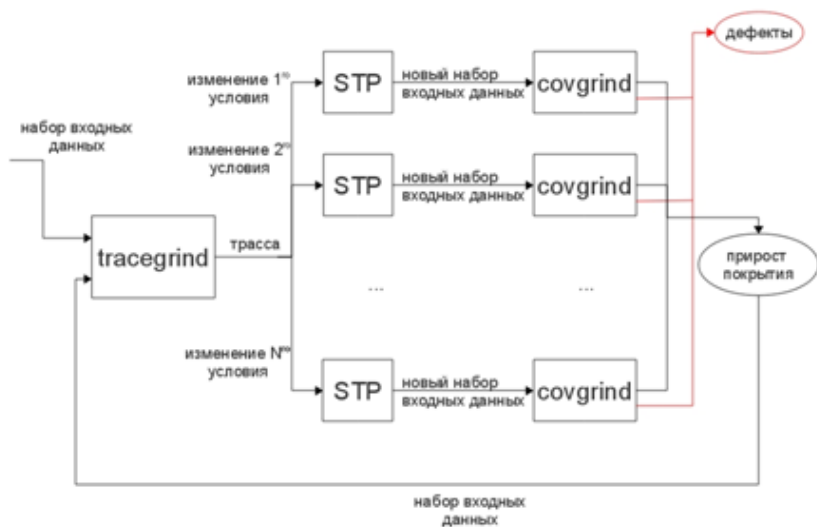 дефекты
изменение 1го
условия
STP
новый набор
входных данных
covgrind
набор входных
данных
изменение 2го
условия
STP
новый набор
входных данных
covgrind
tracegrind
трасса
прирост
покрытия
...
...
изменение Nго
условия
STP
новый набор
входных данных
covgrind
набор входных
данных